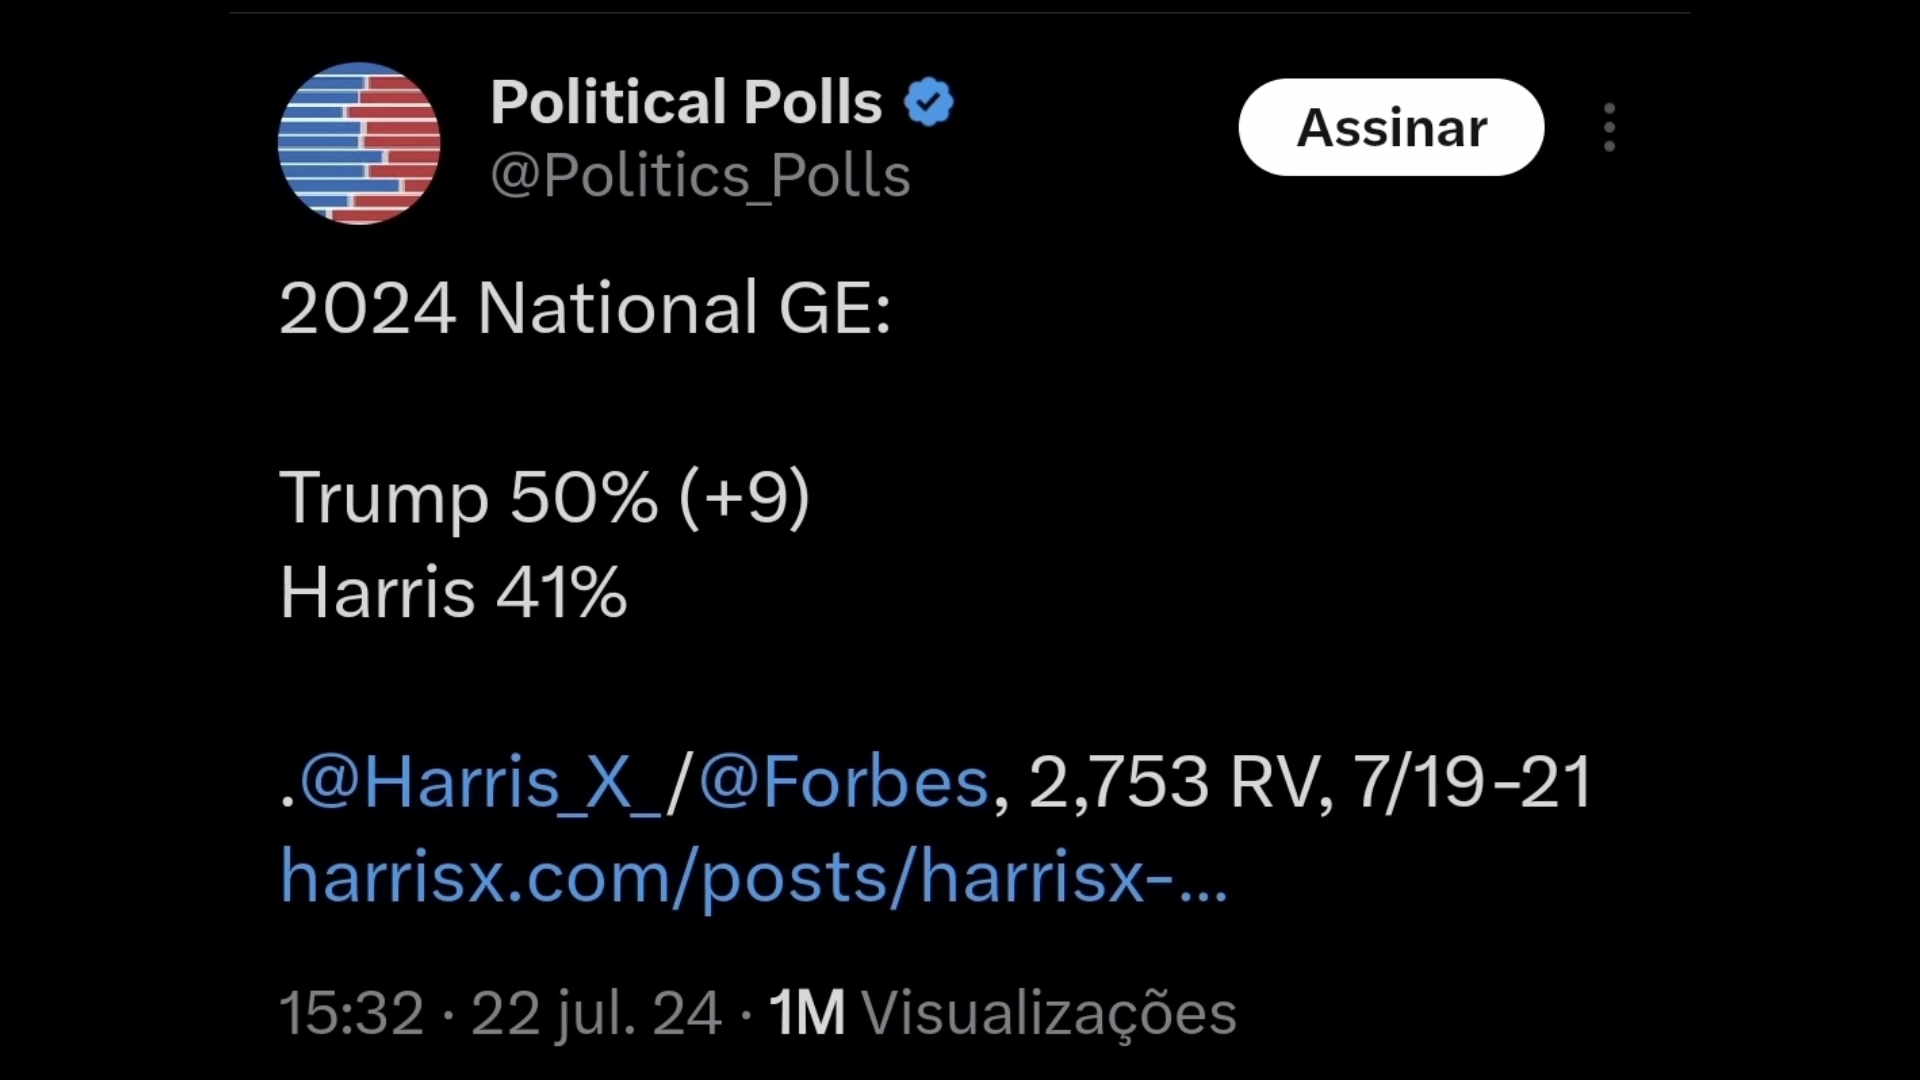 Political Polls
@Politics_Polls
Assinar
2024 National GE:
Trump 50% (+9)
Harris 41%
.@Harris_X_/@Forbes, 2,753 RV, 7/19-21
harrisx.com/posts/harrisx-...
15:32 · 22 jul. 24 · 1M Visualizações